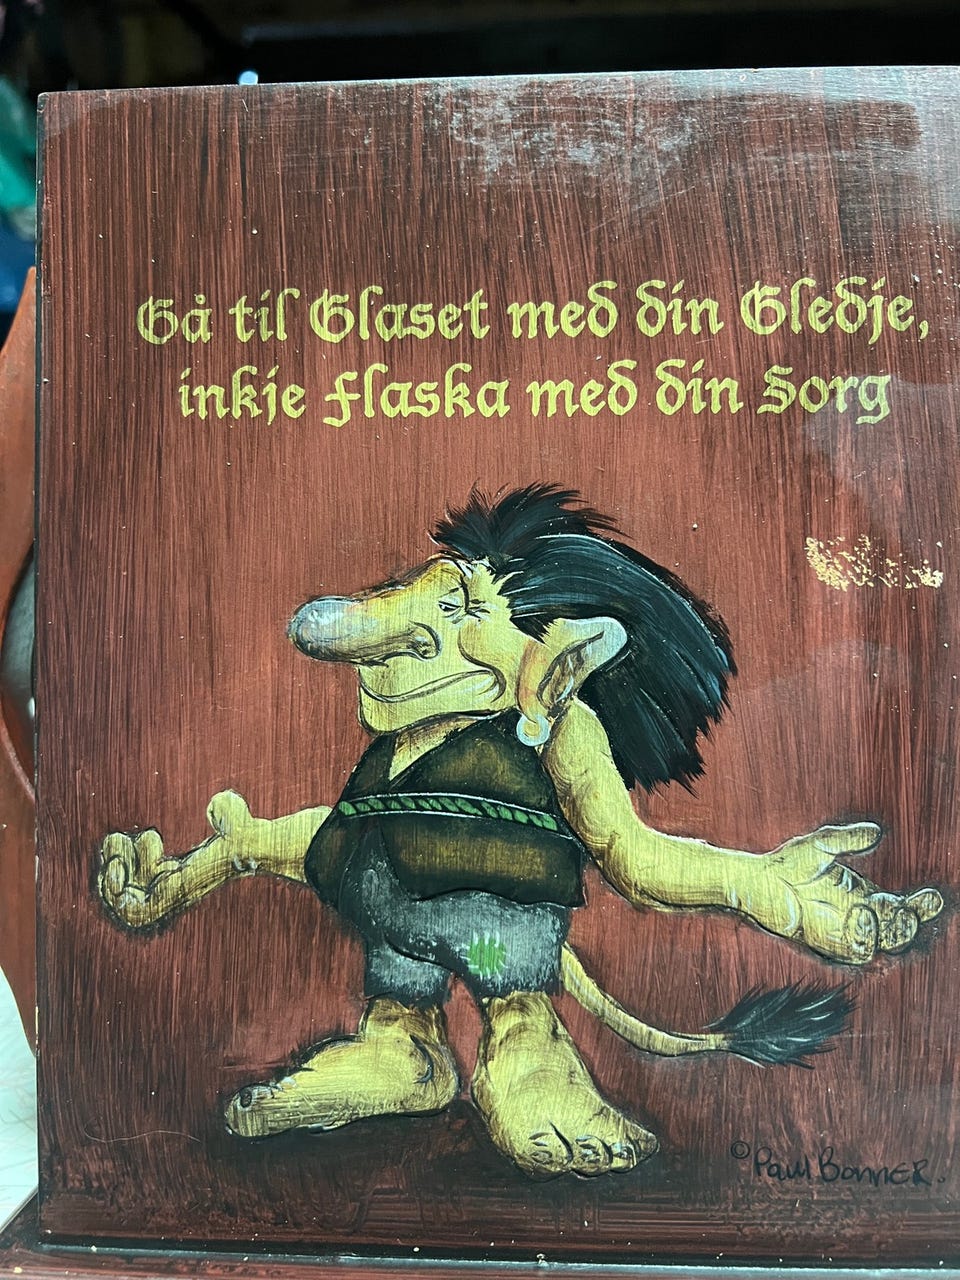 Gå til Glaset med din Gledje,
inkje Flaska med din Sorg
© Paul Bonner.